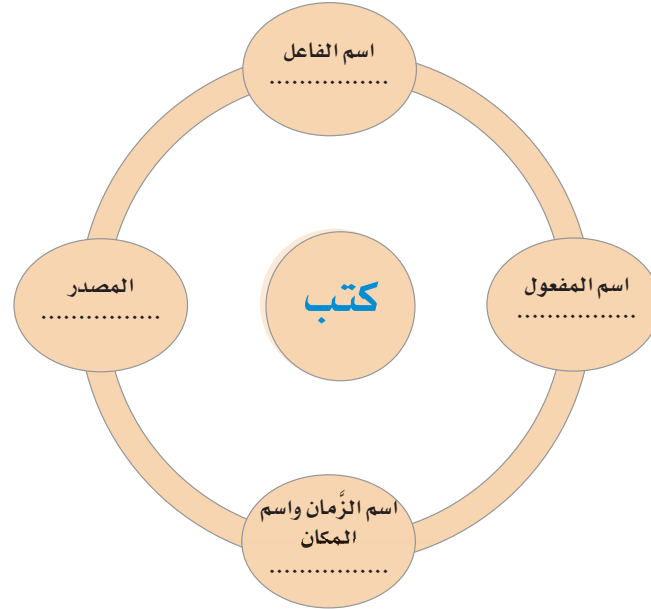 اسم الفاعل
................
اسم المفعول
................
كتب
المصدر
................
اسم الزَّمان واسم
المكان
................